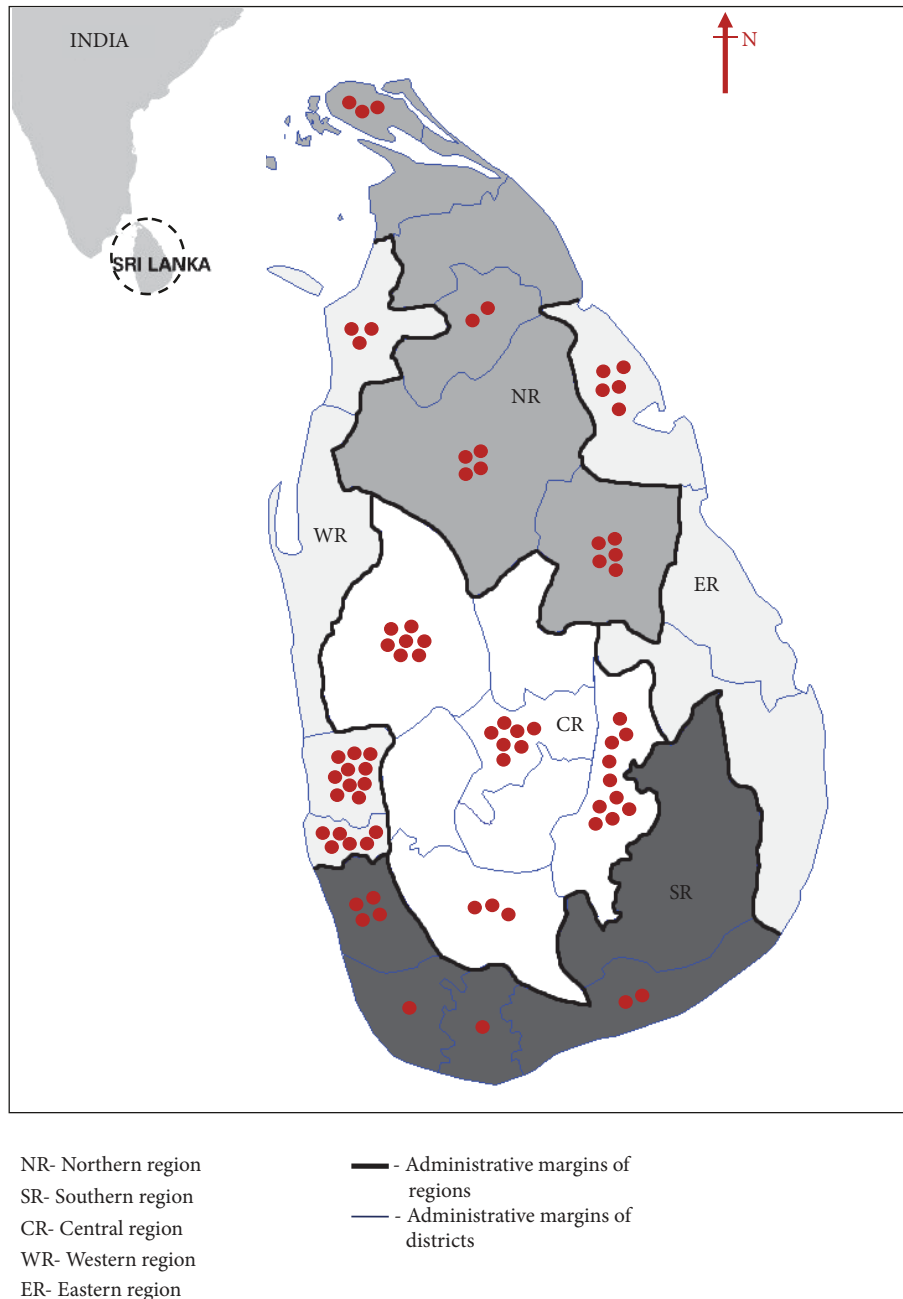 INDIA
N
SRI LANKA
NR
WR
ER
CR
SR
NR- Northern region
SR- Southern region
CR- Central region
WR- Western region
ER- Eastern region
- Administrative margins of
regions
- Administrative margins of
districts